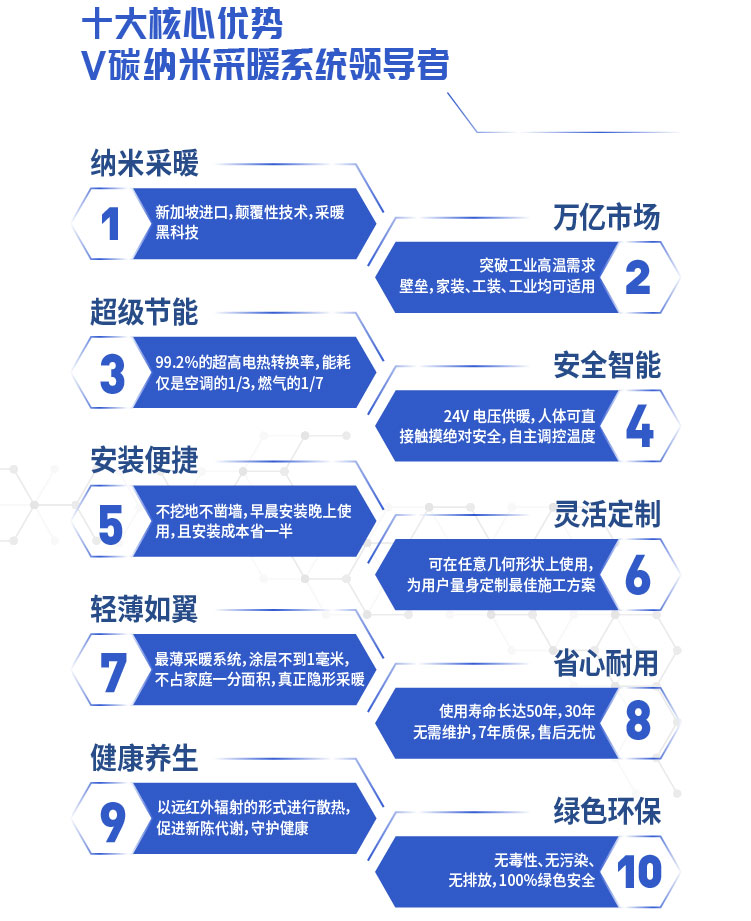 十大核心优势
V碳纳米采暖系统领导者
纳米采暖
1
新加坡进口,颠覆性技术,采暖
黑科技
万亿市场
2
突破工业高温需求
壁垒,家装、工装、工业均可适用
超级节能
3
99.2%的超高电热转换率,能耗
仅是空调的1/3,燃气的1/7
安全智能
4
24V 电压供暖,人体可直
接触摸绝对安全,自主调控温度
安装便捷
5
不挖地不凿墙,早晨安装晚上使
用,且安装成本省一半
灵活定制
6
可在任意几何形状上使用,
为用户量身定制最佳施工方案
轻薄如翼
7
最薄采暖系统,涂层不到1毫米,
不占家庭一分面积,真正隐形采暖
省心耐用
8
使用寿命长达50年,30年
无需维护,7年质保,售后无忧
健康养生
9
以远红外辐射的形式进行散热,
促进新陈代谢,守护健康
绿色环保
10
无毒性、无污染、
无排放,100%绿色安全